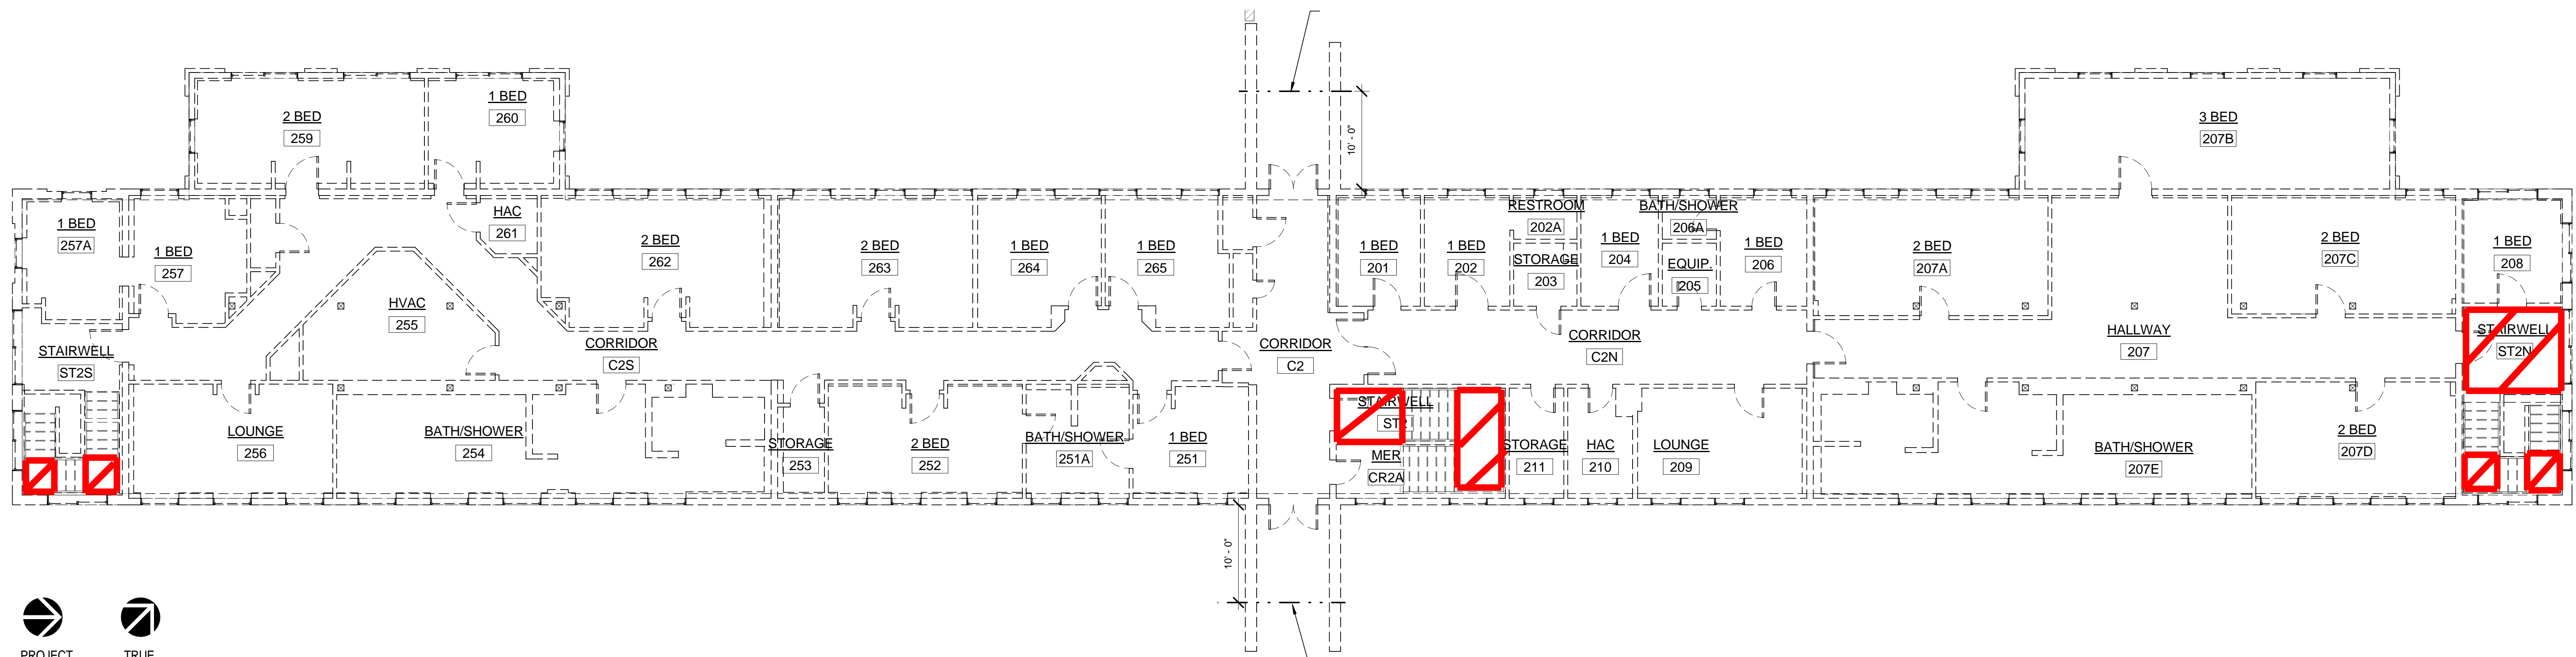 1 BED
260
2 BED
259
3 BED
207B
10' - 0"
1 BED
257A
1 BED
257
HAC
261
2 BED
262
2 BED
263
1 BED
264
1 BED
265
1 BED
201
1 BED
202
RESTROOM
202A
STORAGE
203
1 BED
204
BATH/SHOWER
206A
EQUIP.
205
1 BED
206
2 BED
207A
2 BED
207C
1 BED
208
HVAC
255
STAIRWELL
ST2S
CORRIDOR
C2S
CORRIDOR
C2
CORRIDOR
C2N
HALLWAY
207
STAIRWELL
ST2N
LOUNGE
256
BATH/SHOWER
254
STORAGE
253
2 BED
252
BATH/SHOWER
251A
1 BED
251
STAIRWELL
ST2
MER
CR2A
STORAGE
211
HAC
210
LOUNGE
209
BATH/SHOWER
207E
2 BED
207D
10' - 0"
PROJECT
TRUE